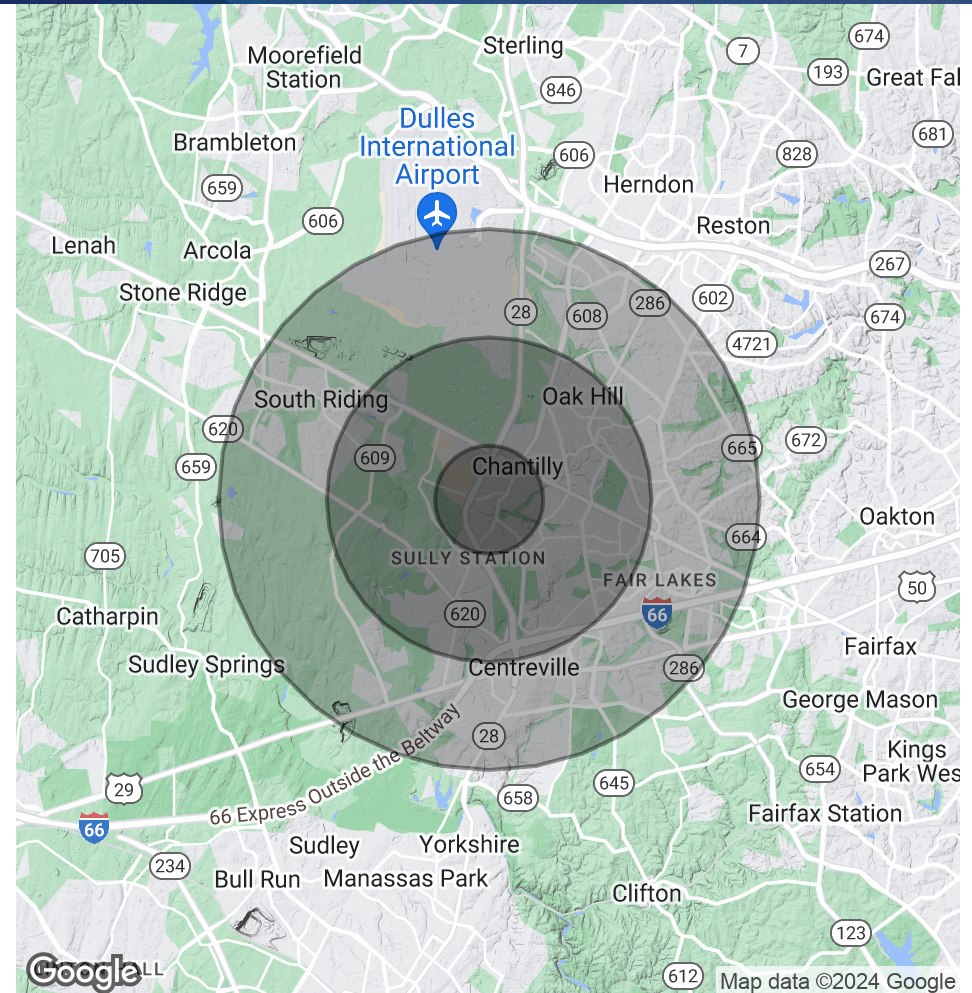 Sterling
674
7
Moorefield
Station
193
Great Fal
846
Dulles
International
Airport
681
Brambleton
606
828
659
Herndon
606
Reston
Lenah
Arcola
267
Stone Ridge
602
286
28
608
674
4721
South Riding
Oak Hill
620
672
665
609
659
Chantilly
Oakton
664
705
SULLY STATION
FAIR LAKES
50
Catharpin
620
66
Fairfax
Sudley Springs
Centreville
286
George Mason
28
Kings
Park Wes
654
645
29
658
66 Express Outside the Beltway
66
Fairfax Station
Sudley
Yorkshire
234
Bull Run
Manassas Park
Clifton
123
Google
ALL
612
Map data ©2024 Google